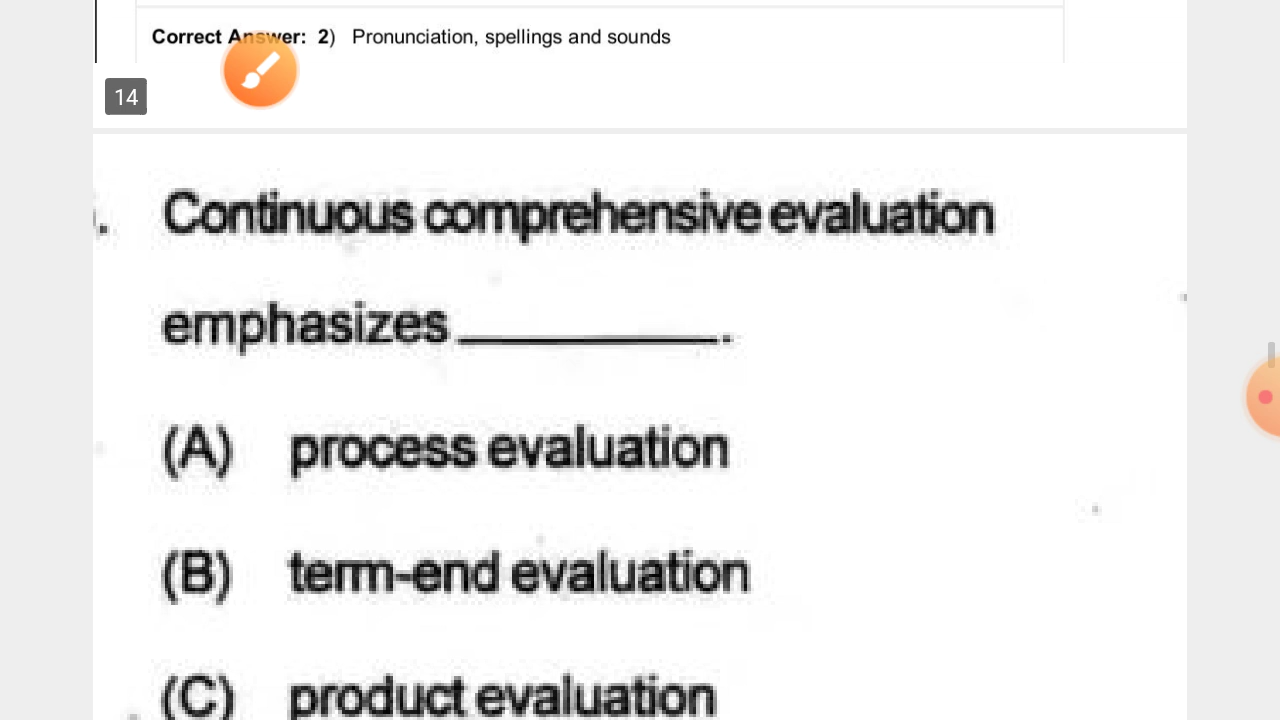 Correct Answer: 2) Pronunciation, spellings and sounds
14
. Continuous comprehensive evaluation
emphasizes __________.
(A) process evaluation
(B) term-end evaluation
(C) product evaluation